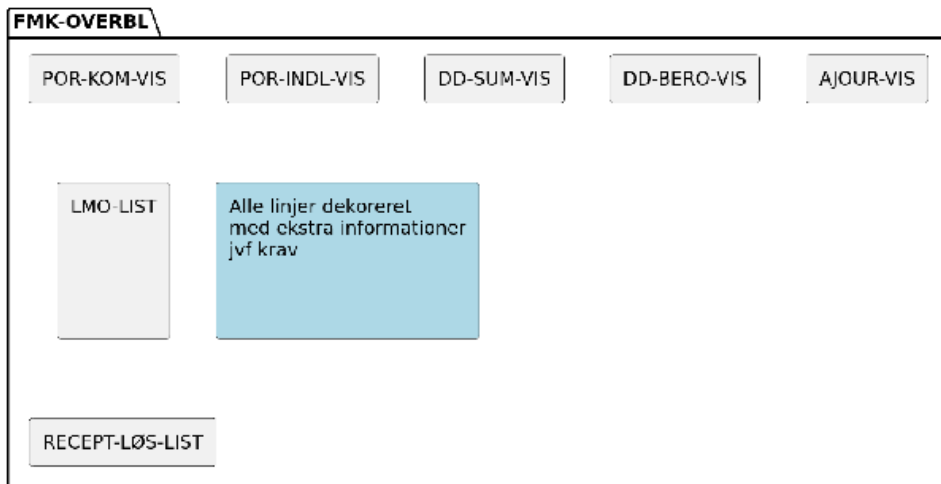 FMK-OVERBL
POR-KOM-VIS
POR-INDL-VIS
DD-SUM-VIS
DD-BERO-VIS
AJOUR-VIS
LMO-LIST
Alle linjer dekoreret
med ekstra informationer
jvf krav
RECEPT-LØS-LIST